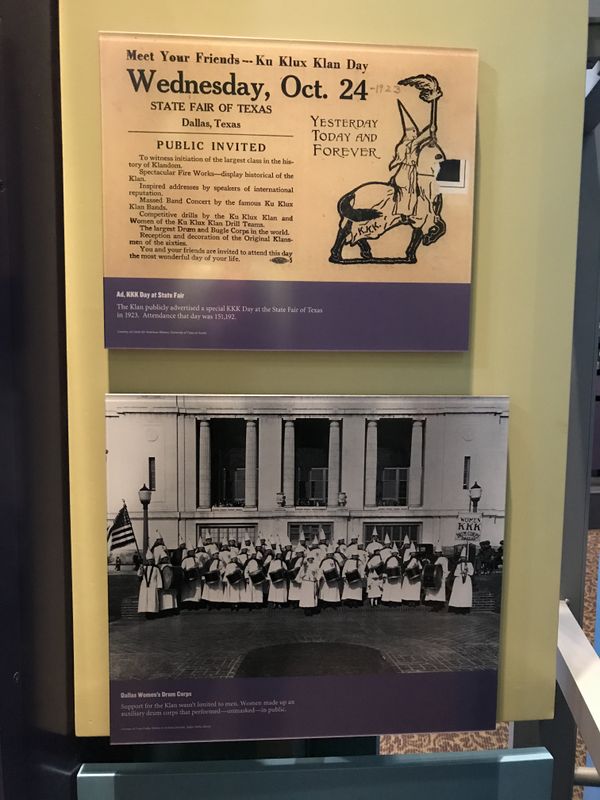 Meet Your Friends--Ku Klux Klan Day
Wednesday, Oct. 24 -1923
STATE FAIR OF TEXAS
Dallas, Texas
PUBLIC INVITED
To witness initiation of the largest class in the his-
tory of Klandom.
Spectacular Fire Works—display historical of the
Klan.
Inspired addresses by speakers of international
reputation.
Massed Band Concert by the famous Ku Klux
Klan Bands.
Competitive drills by the Ku Klux Klan and
Women of the Ku Klux Klan Drill Teams.
The largest Drum and Bugle Corps in the world.
Reception and decoration of the Original Klans-
men of the sixties.
You and your friends are invited to attend this day
the most wonderful day of your life.
YESTERDAY
TODAY AND
FOREVER
KKK
Ad, KKK Day at State Fair
The Klan publicly advertised a special KKK Day at the State Fair of Texas
in 1923. Attendance that day was 151,192.
WOMEN
KKK
DRUM CORPS
DALLAS
Dallas Women's Drum Corps
Support for the Klan wasn't limited to men. Women made up an
auxiliary drum corps that performed—unmasked—in public.